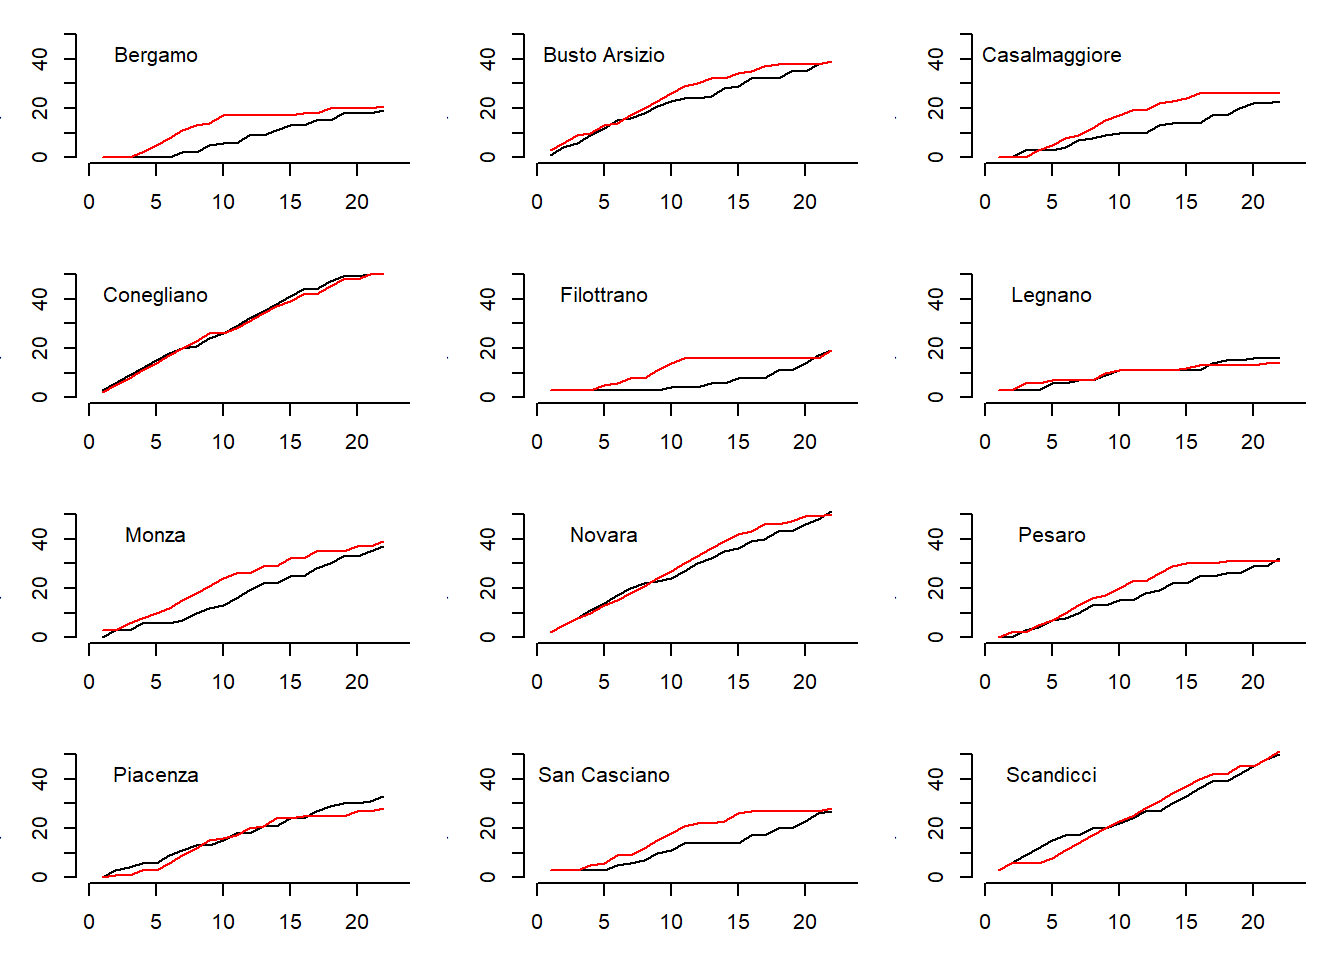 Bergamo Busto Arsizio Casalmaggiore
40 40 40
20 20 20
0 0 0
0 5 10 15 20 0 5 10 15 20 0 5 10 15 20
Conegliano Filottrano Legnano
40 40 40
20 20 20
0 0 0
0 5 10 15 20 0 5 10 15 20 0 5 10 15 20
Monza Novara Pesaro
40 40 40
20 20 20
0 0 0
0 5 10 15 20 0 5 10 15 20 0 5 10 15 20
Piacenza San Casciano Scandicci
40 40 40
20 20 20
0 0 0
0 5 10 15 20 0 5 10 15 20 0 5 10 15 20